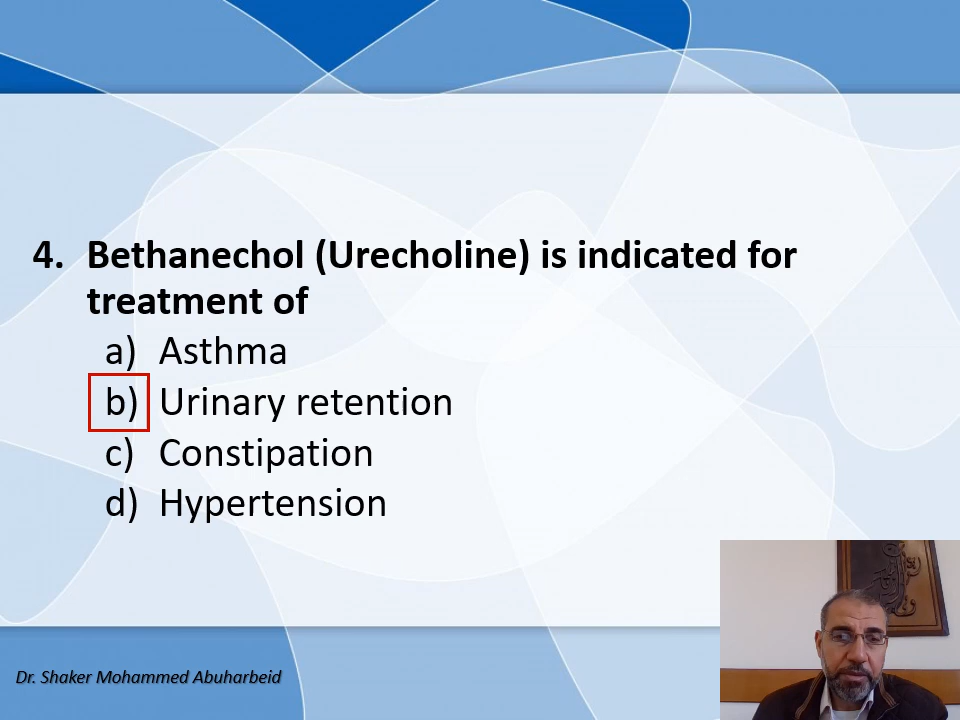 4. Bethanechol (Urecholine) is indicated for
treatment of
a) Asthma
b) Urinary retention
c) Constipation
d) Hypertension
Dr. Shaker Mohammed Abuharbeid